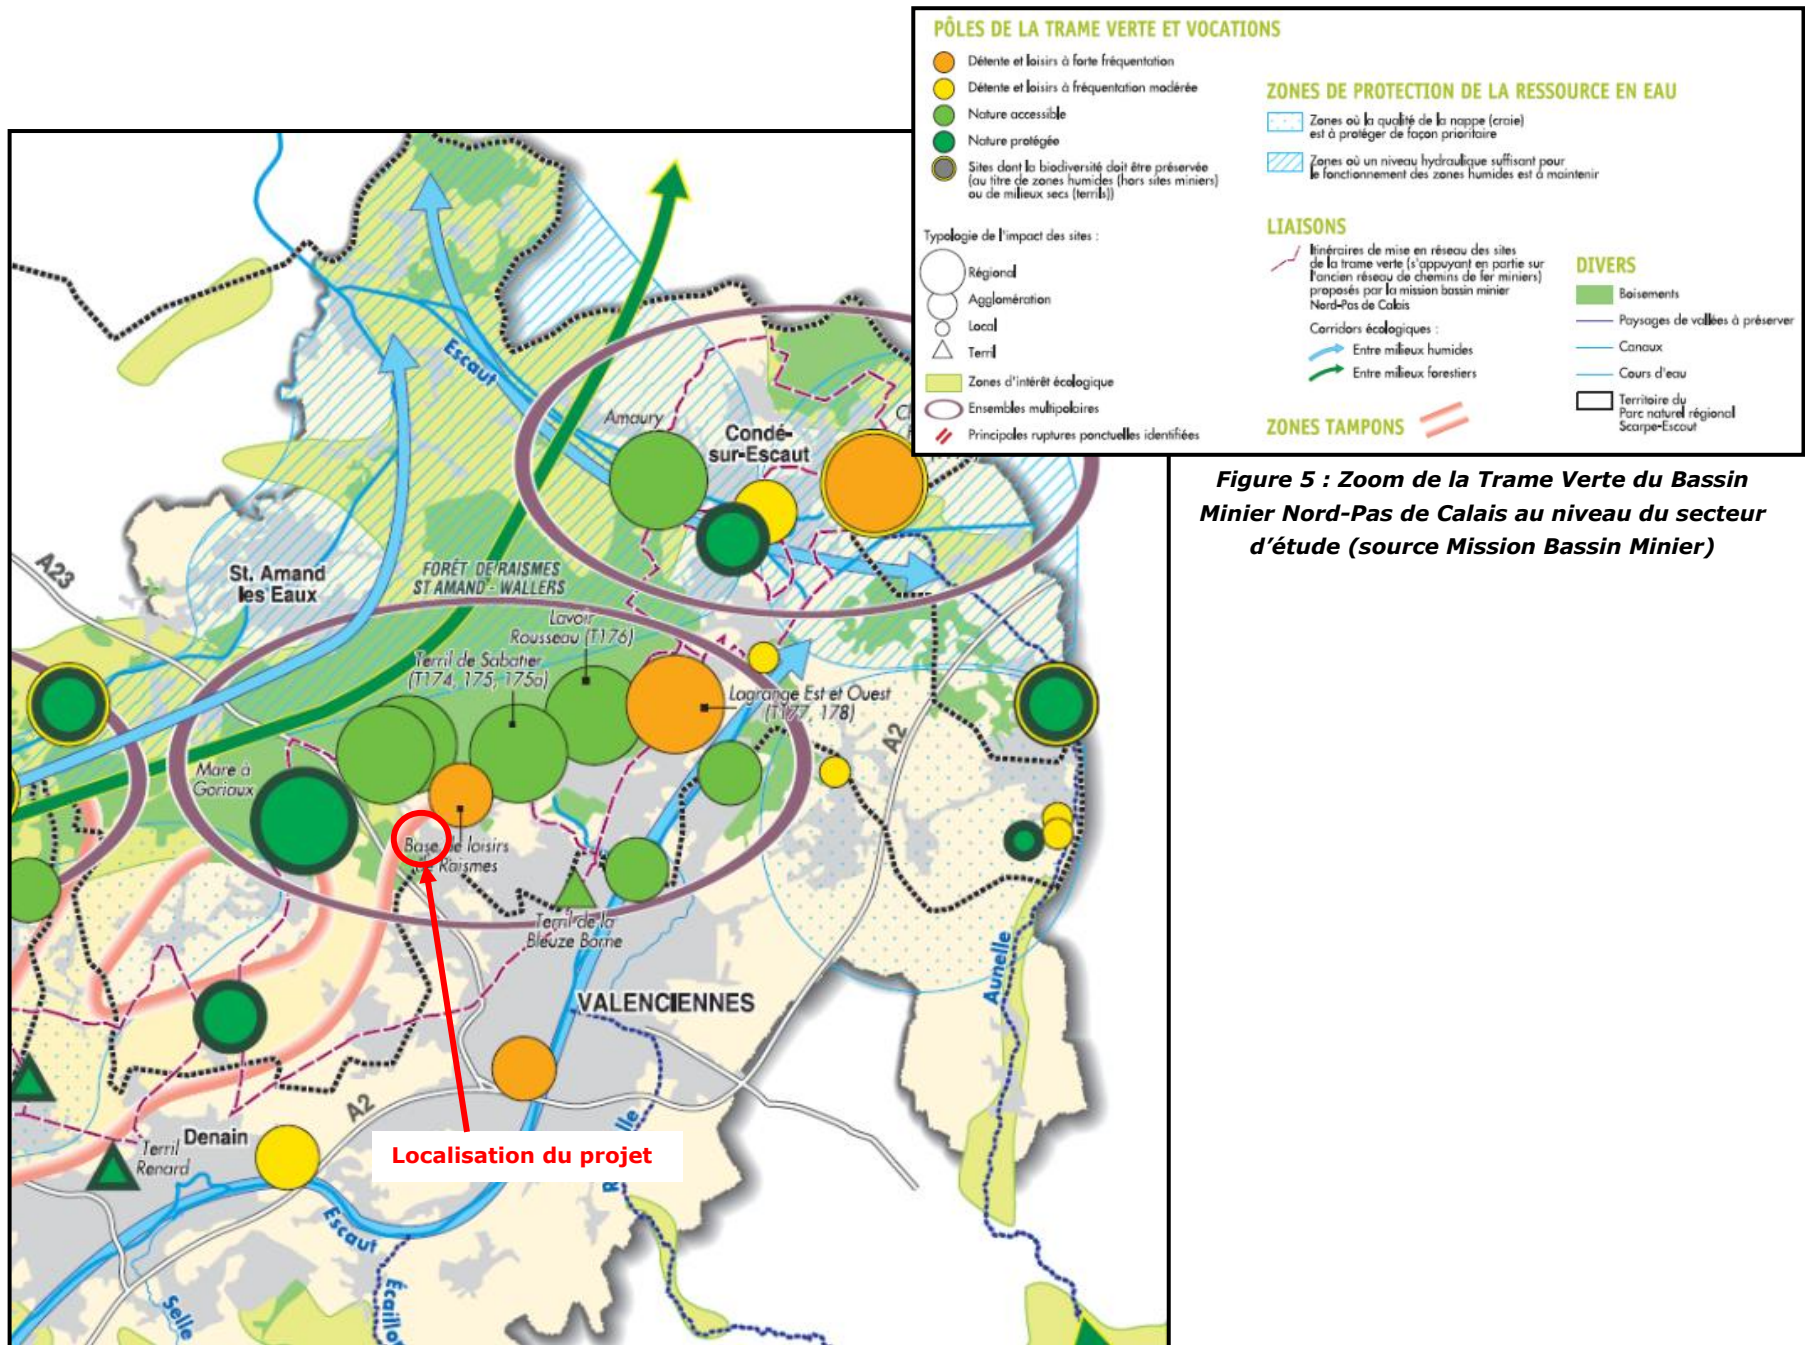 PÔLES DE LA TRAME VERTE ET VOCATIONS
Détente et loisirs à forte fréquentation
Détente et loisirs à fréquentation modérée
Nature accessible
Nature protégée
Sites dont la biodiversité doit être préservée
(au titre de zones humides (hors sites miniers)
ou de milieux secs (terrils))
Typologie de l'impact des sites :
Régional
Agglomération
Local
Terril
Zones d'intérêt écologique
Ensembles multipolaires
Principales ruptures ponctuelles identifiées
ZONES DE PROTECTION DE LA RESSOURCE EN EAU
Zones où la qualité de la nappe (craie)
est à protéger de façon prioritaire
Zones où un niveau hydraulique suffisant pour
le fonctionnement des zones humides est à maintenir
LIAISONS
Itinéraires de mise en réseau des sites
de la trame verte (s'appuyant en partie sur
l'ancien réseau de chemins de fer miniers)
proposés par la mission bassin minier
Nord-Pas de Calais
Corridors écologiques :
Entre milieux humides
Entre milieux forestiers
ZONES TAMPONS
DIVERS
Boisements
Paysages de vallées à préserver
Canaux
Cours d'eau
Territoire du
Parc naturel régional
Scarpe-Escaut
Figure 5 : Zoom de la Trame Verte du Bassin
Minier Nord-Pas de Calais au niveau du secteur
d'étude (source Mission Bassin Minier)
Escaut
Amaury
Condé-
sur-Escaut
A23
St. Amand
les Eaux
FORÊT DE RAISMES
ST AMAND - WALLERS
Lavoir
Rousseau (T176)
Terril de Sabatier
(T174, 175, 175a)
Lagrange Est et Ouest
(T177, 178)
A2
Mare à
Goriaux
Base de loisirs
de Raismes
Terril de la
Bleuze Borne
Aunelle
VALENCIENNES
A2
Localisation du projet
Denain
Terril
Renard
Escaut
Selle